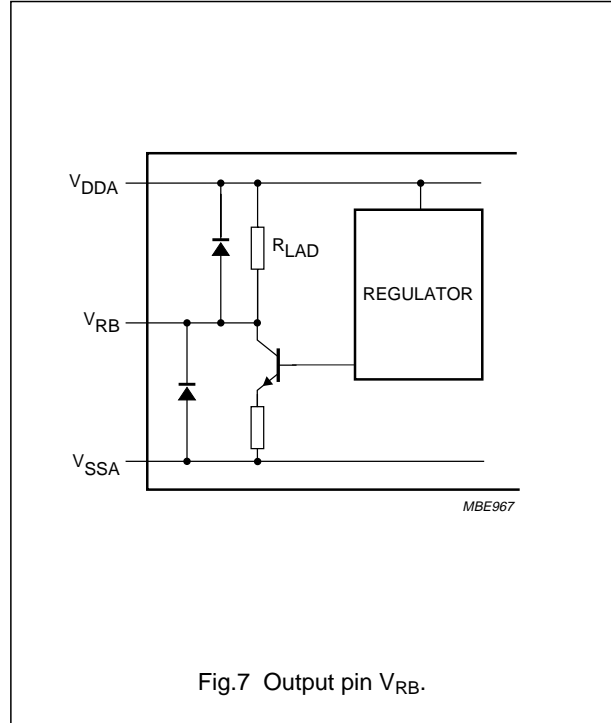 V_DDA
R_LAD
REGULATOR
V_RB
V_SSA
MBE967
Fig.7 Output pin V_RB.